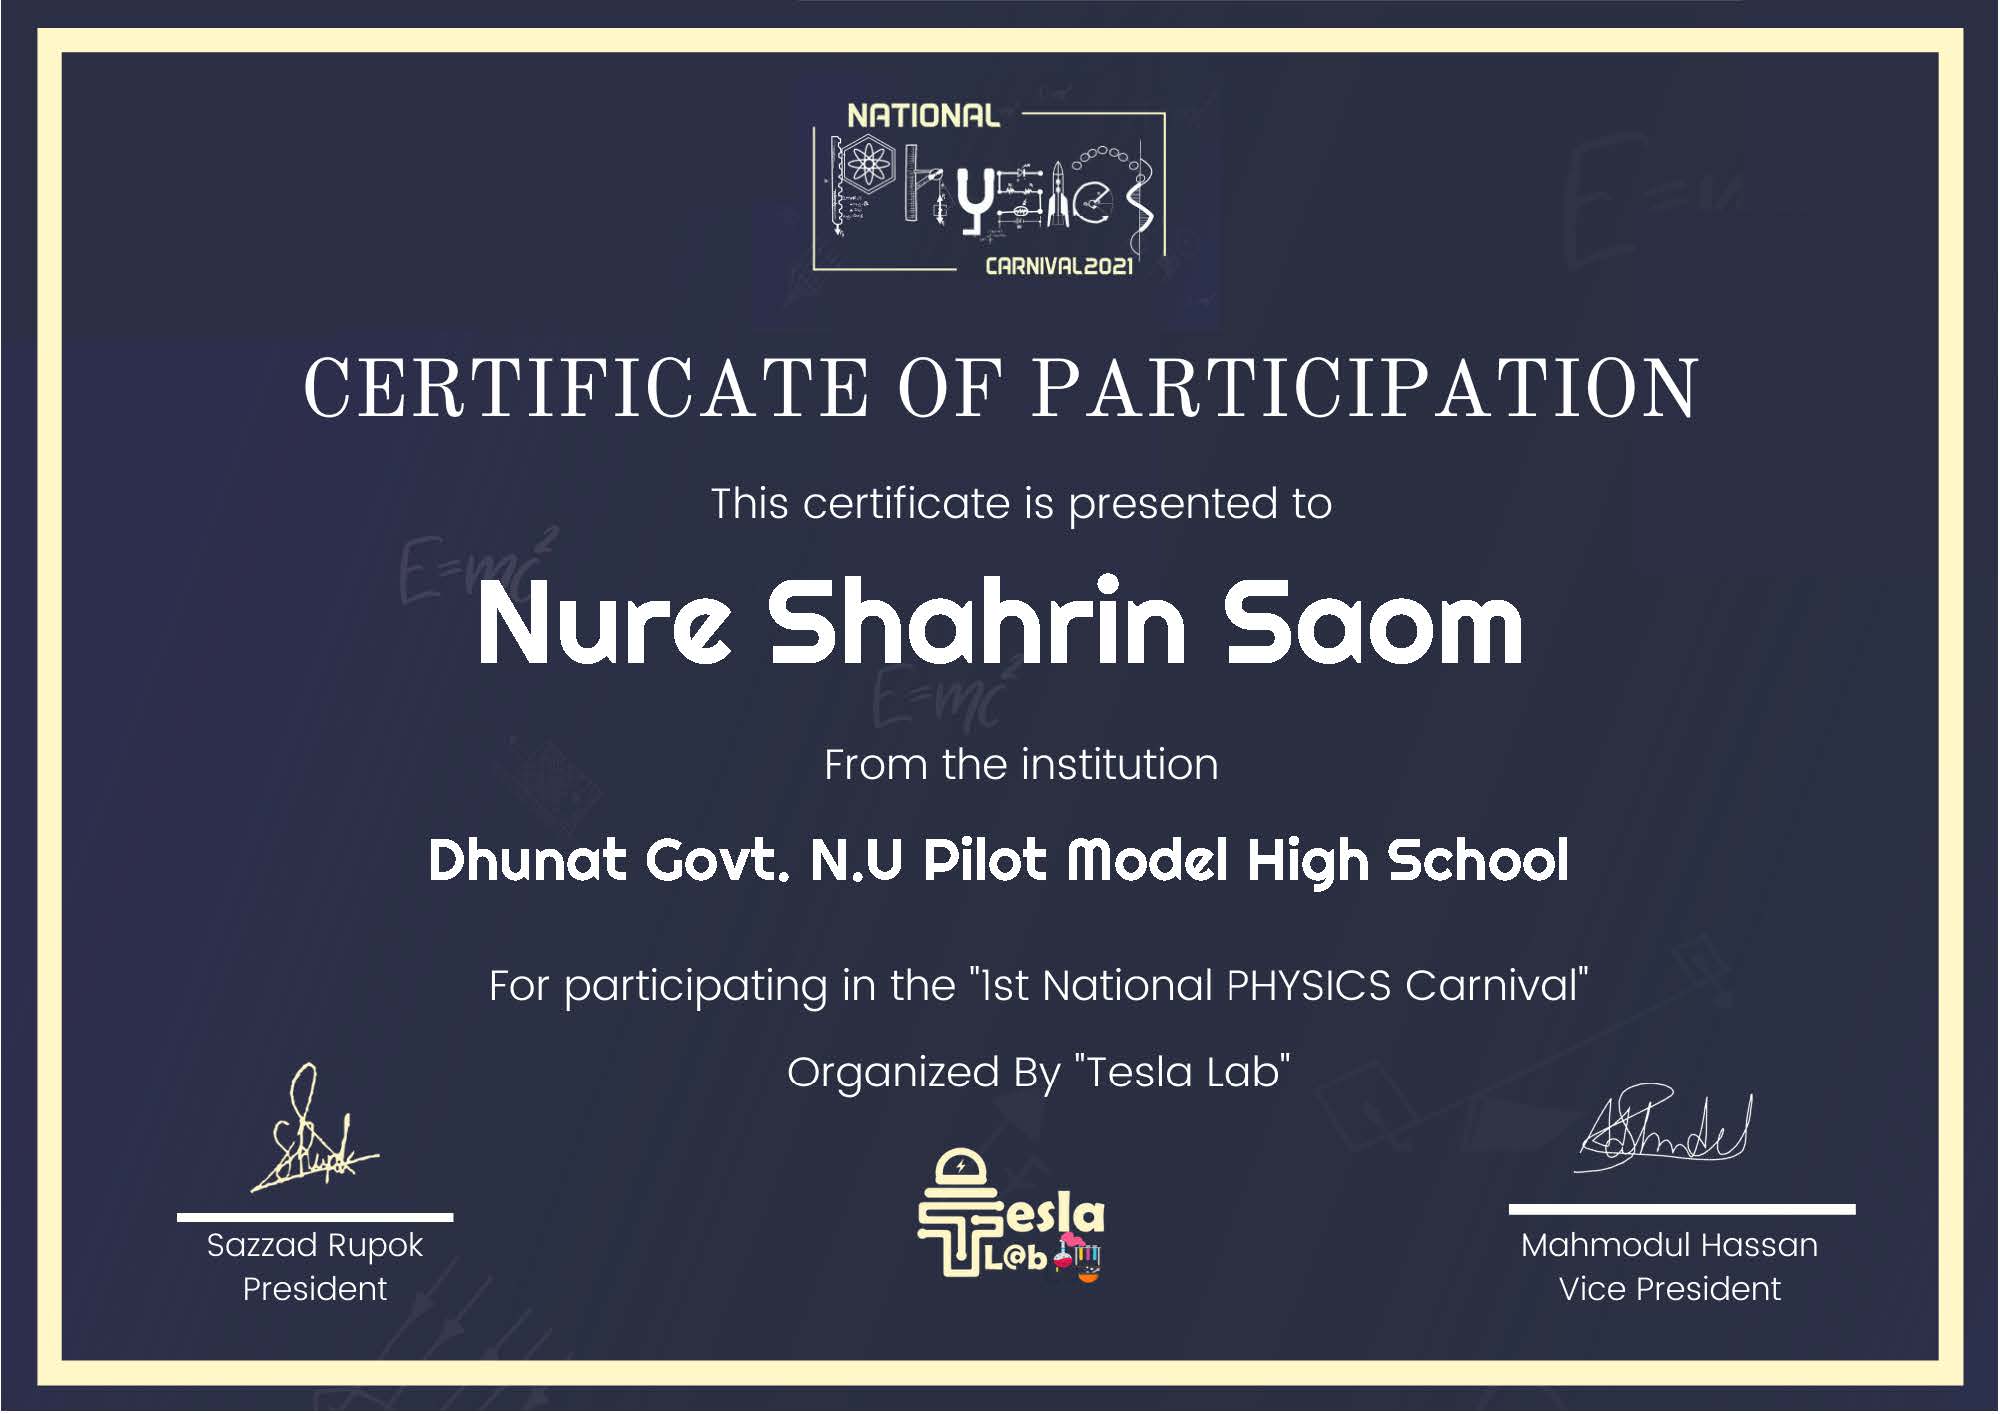 NATIONAL
Physics
CARNIVAL2021
CERTIFICATE OF PARTICIPATION
This certificate is presented to
E=mc²
Nure Shahrin Saom
E=mc²
From the institution
Dhunat Govt. N.U Pilot Model High School
For participating in the "1st National PHYSICS Carnival"
Organized By "Tesla Lab"
Tesla
L@b
Sazzad Rupok
President
Mahmodul Hassan
Vice President